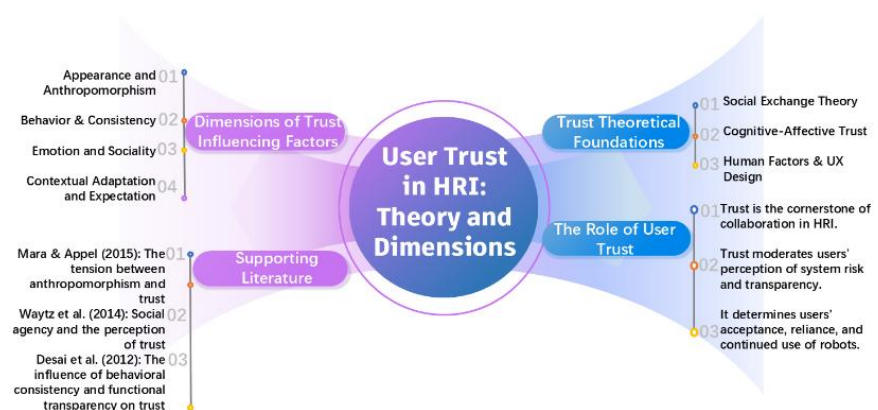 Appearance and
Anthropomorphism
01
Behavior & Consistency
02
Emotion and Sociality
03
Contextual Adaptation
and Expectation
04
Dimensions of Trust
Influencing Factors
Mara & Appel (2015): The
tension between
anthropomorphism and
trust
01
Waytz et al. (2014): Social
agency and the perception
of trust
02
Desai et al. (2012): The
influence of behavioral
consistency and functional
transparency on trust
03
Supporting
Literature
User Trust
in HRI:
Theory and
Dimensions
Trust Theoretical
Foundations
01
Social Exchange Theory
02
Cognitive-Affective Trust
03
Human Factors & UX
Design
The Role of User
Trust
01
Trust is the cornerstone of
collaboration in HRI.
02
Trust moderates users'
perception of system risk
and transparency.
03
It determines users'
acceptance, reliance, and
continued use of robots.